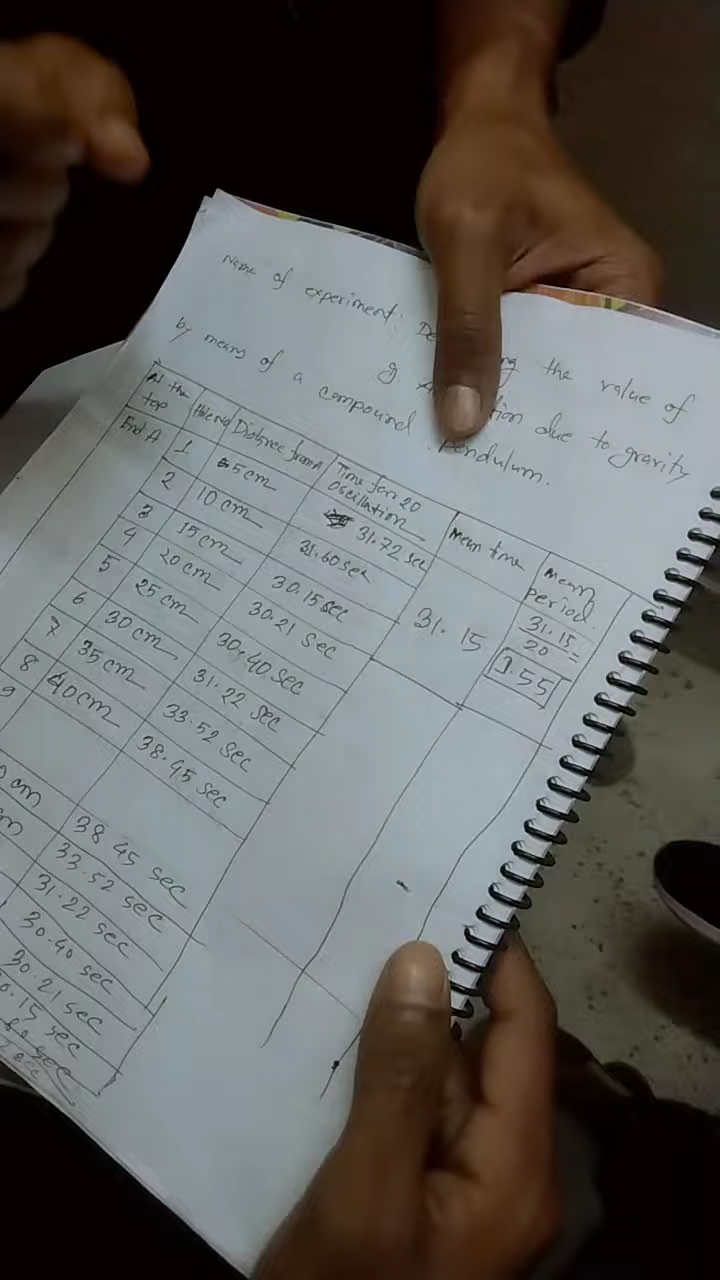 Name of experiment: the value of
g. due to gravity
by means of a compound pendulum.
At the top Hole no Distance from A Time for 20 oscillation Mean time Mean period.
End A 1 5cm 31.72 sec 31.15 31.15/20 = 1.55
2 10 cm 31.60 sec
3 15 cm 30.15 sec
4 20 cm 30.21 sec
5 25 cm 30.40 sec
6 30 cm 31.22 sec
7 35 cm 33.52 sec
8 40 cm 38.45 sec
9
cm 38 45 sec
33.52 sec
31.22 sec
30.40 sec
30.21 sec
.15 sec
sec